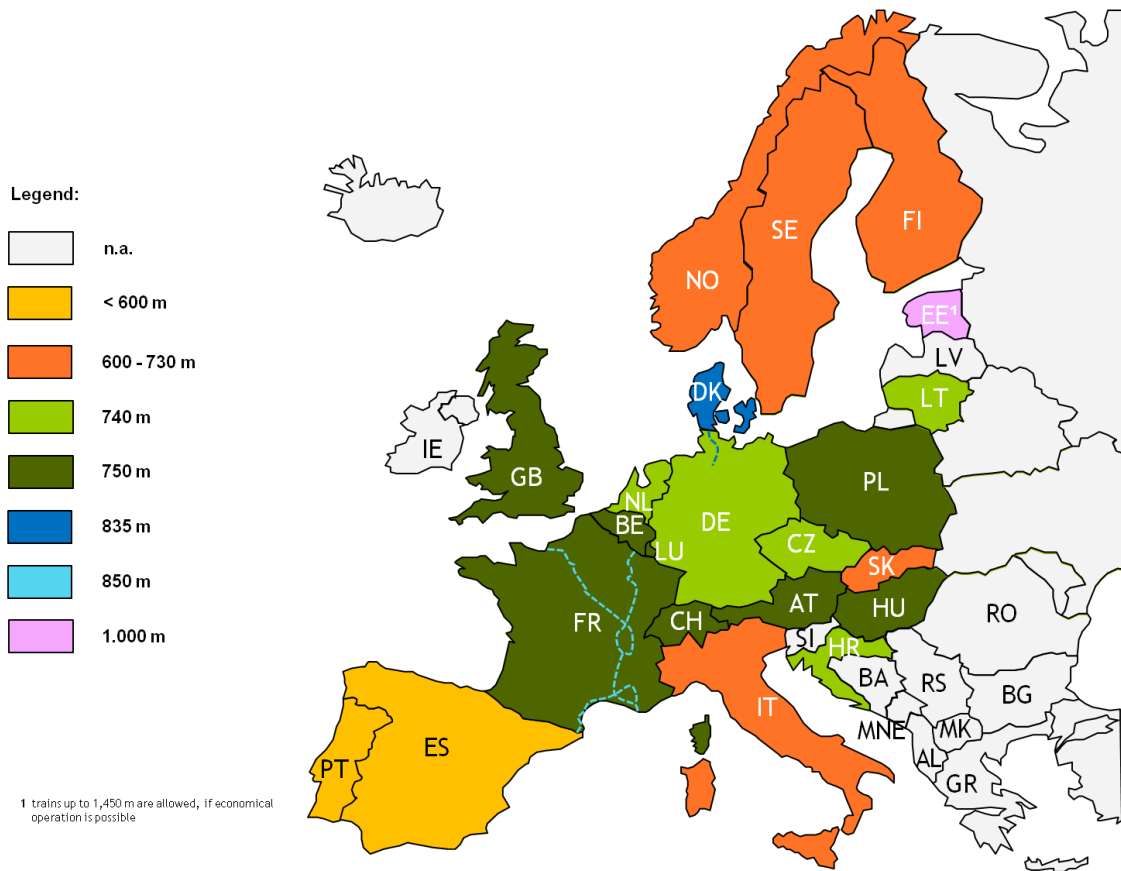 Legend:
n.a.
< 600 m
600 - 730 m
740 m
750 m
835 m
850 m
1.000 m
1 trains up to 1,450 m are allowed, if economical
operation is possible
FI
SE
NO
EE¹
LV
LT
DK
IE
GB
PL
NL
BE
DE
LU
CZ
SK
AT
HU
FR
CH
RO
SI
HR
BA
RS
BG
IT
MNE
MK
AL
GR
ES
PT